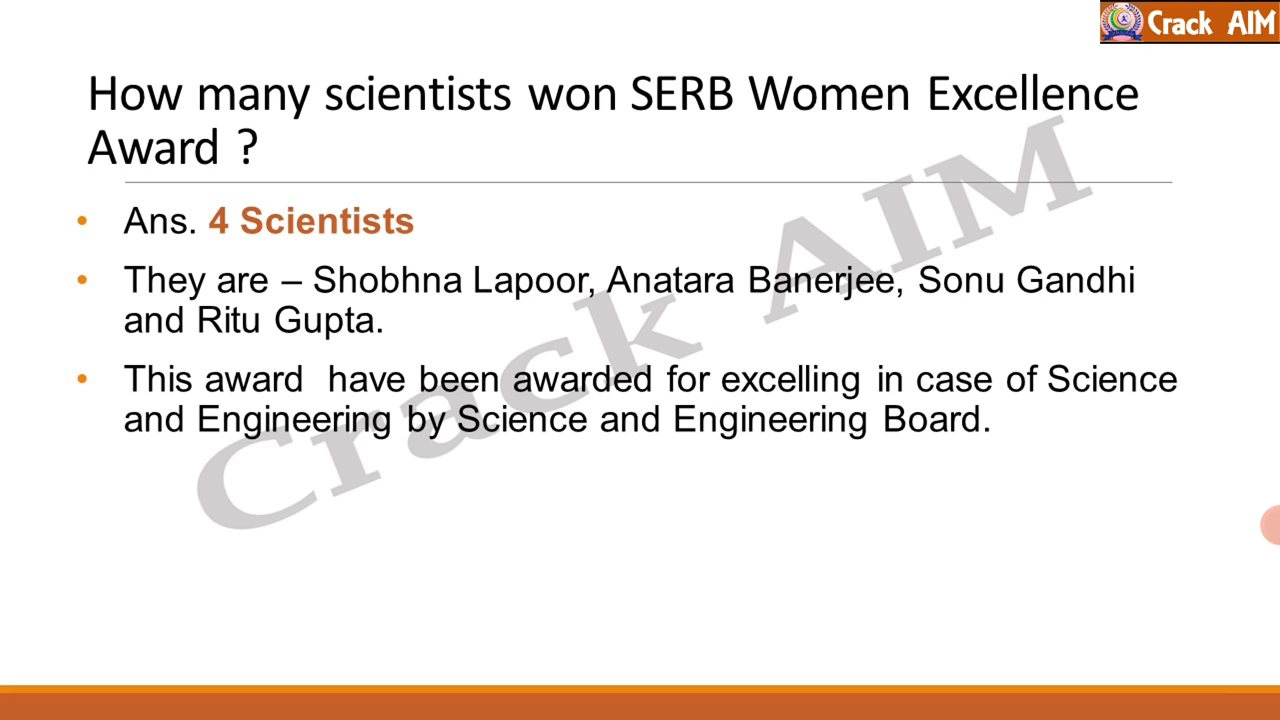 Crack AIM
How many scientists won SERB Women Excellence
Award ?
• Ans. 4 Scientists
• They are – Shobhna Lapoor, Anatara Banerjee, Sonu Gandhi
and Ritu Gupta.
• This award have been awarded for excelling in case of Science
and Engineering by Science and Engineering Board.
Crack AIM